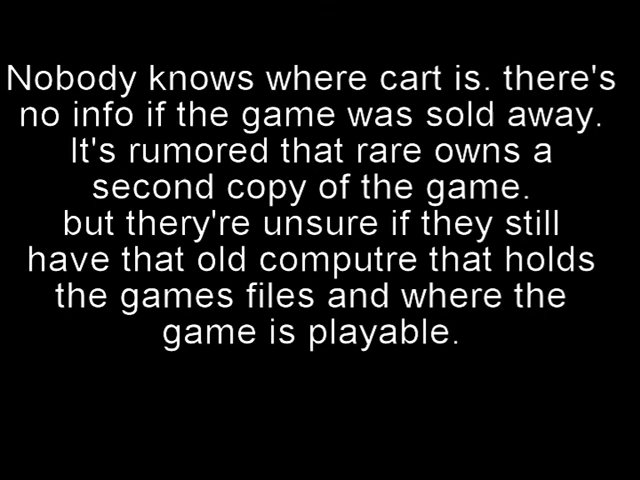 Nobody knows where cart is. there's
no info if the game was sold away.
It's rumored that rare owns a
second copy of the game.
but thery're unsure if they still
have that old computre that holds
the games files and where the
game is playable.